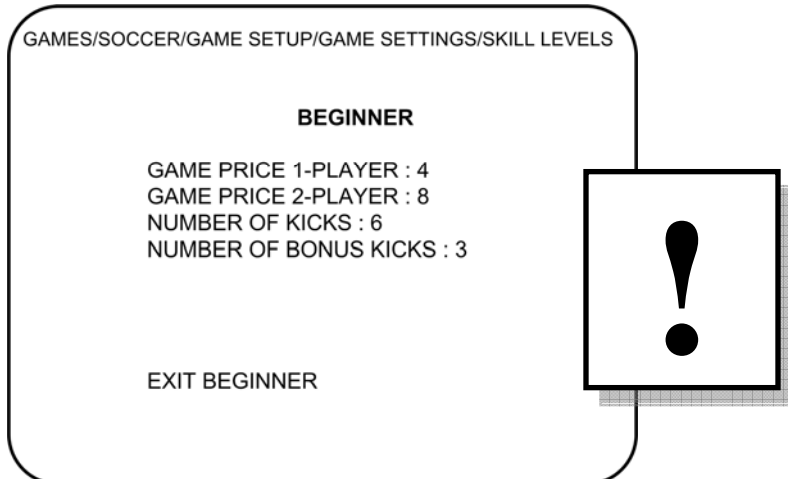 GAMES/SOCCER/GAME SETUP/GAME SETTINGS/SKILL LEVELS
BEGINNER
GAME PRICE 1-PLAYER : 4
GAME PRICE 2-PLAYER : 8
NUMBER OF KICKS : 6
NUMBER OF BONUS KICKS : 3
!
EXIT BEGINNER